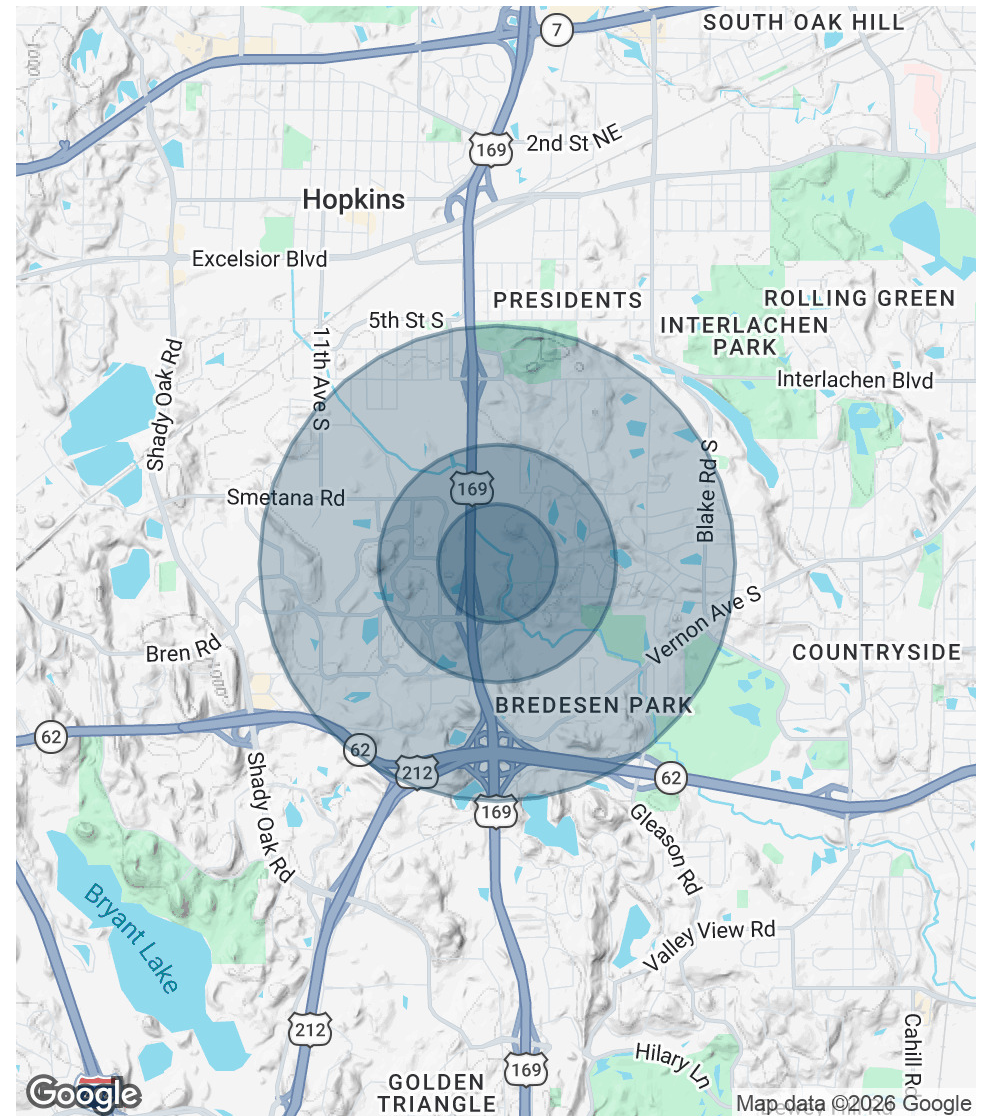 SOUTH OAK HILL
7
169
2nd St NE
Hopkins
Excelsior Blvd
PRESIDENTS
ROLLING GREEN
5th St S
INTERLACHEN
PARK
11th Ave S
Shady Oak Rd
Interlachen Blvd
Blake Rd S
169
Smetana Rd
Vernon Ave S
Bren Rd
COUNTRYSIDE
BREDESEN PARK
62
62
212
62
169
Shady Oak Rd
Gleason Rd
Bryant Lake
Valley View Rd
212
Cahill Rd
169
Hilary Ln
GOLDEN
TRIANGLE
Google
Map data ©2026 Google